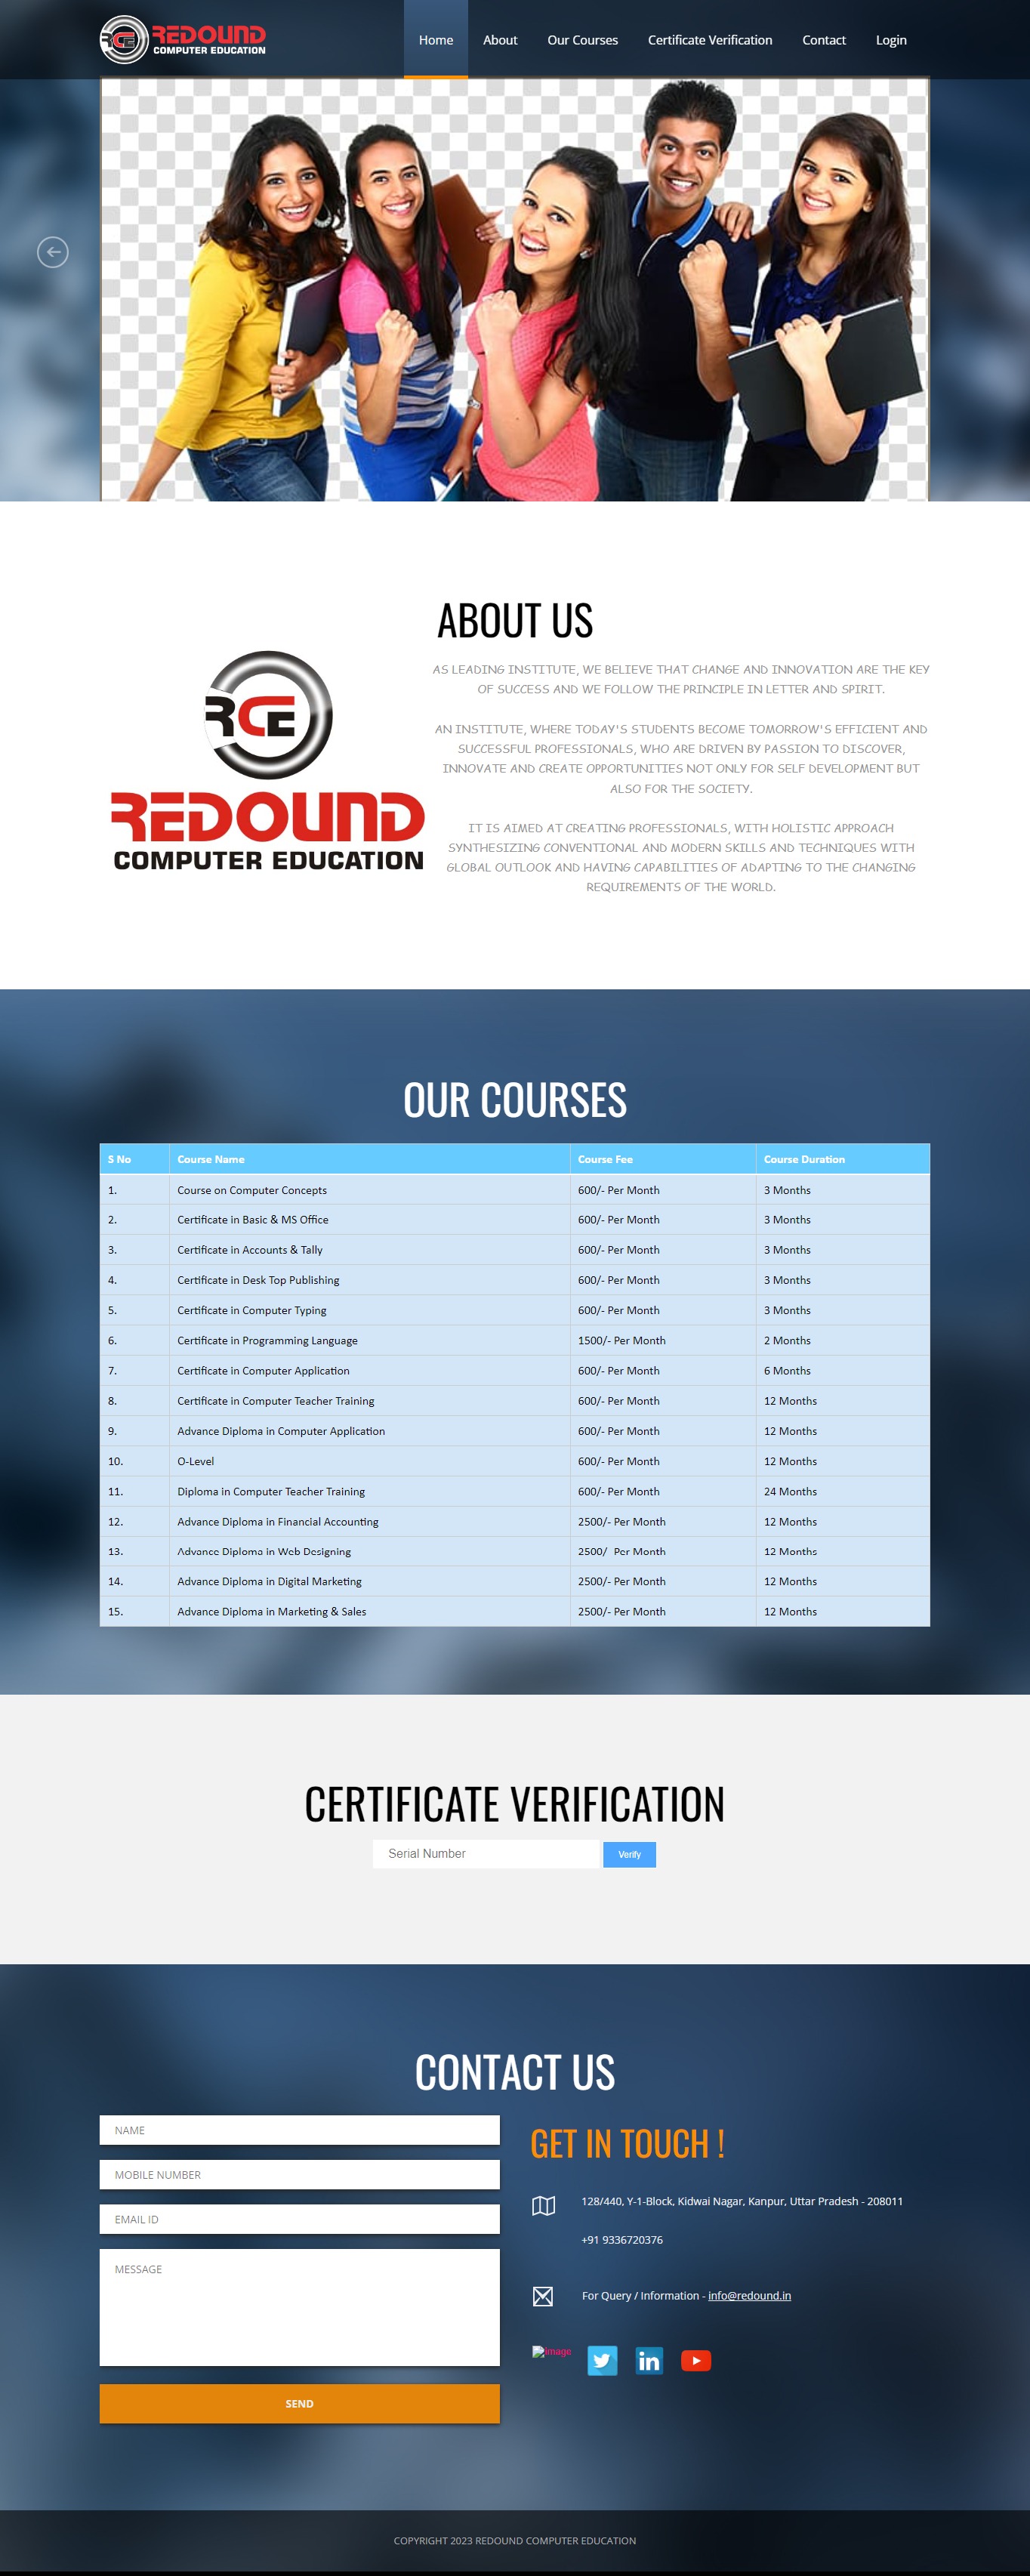 RCE REDOUND
COMPUTER EDUCATION
Home About Our Courses Certificate Verification Contact Login
ABOUT US
AS LEADING INSTITUTE, WE BELIEVE THAT CHANGE AND INNOVATION ARE THE KEY
OF SUCCESS AND WE FOLLOW THE PRINCIPLE IN LETTER AND SPIRIT.
AN INSTITUTE, WHERE TODAY'S STUDENTS BECOME TOMORROW'S EFFICIENT AND
SUCCESSFUL PROFESSIONALS, WHO ARE DRIVEN BY PASSION TO DISCOVER,
INNOVATE AND CREATE OPPORTUNITIES NOT ONLY FOR SELF DEVELOPMENT BUT
ALSO FOR THE SOCIETY.
IT IS AIMED AT CREATING PROFESSIONALS, WITH HOLISTIC APPROACH
SYNTHESIZING CONVENTIONAL AND MODERN SKILLS AND TECHNIQUES WITH
GLOBAL OUTLOOK AND HAVING CAPABILITIES OF ADAPTING TO THE CHANGING
REQUIREMENTS OF THE WORLD.
RCE
REDOUND
COMPUTER EDUCATION
OUR COURSES
S No Course Name Course Fee Course Duration
1. Course on Computer Concepts 600/- Per Month 3 Months
2. Certificate in Basic & MS Office 600/- Per Month 3 Months
3. Certificate in Accounts & Tally 600/- Per Month 3 Months
4. Certificate in Desk Top Publishing 600/- Per Month 3 Months
5. Certificate in Computer Typing 600/- Per Month 3 Months
6. Certificate in Programming Language 1500/- Per Month 2 Months
7. Certificate in Computer Application 600/- Per Month 6 Months
8. Certificate in Computer Teacher Training 600/- Per Month 12 Months
9. Advance Diploma in Computer Application 600/- Per Month 12 Months
10. O-Level 600/- Per Month 12 Months
11. Diploma in Computer Teacher Training 600/- Per Month 24 Months
12. Advance Diploma in Financial Accounting 2500/- Per Month 12 Months
13. Advance Diploma in Web Designing 2500/ Per Month 12 Months
14. Advance Diploma in Digital Marketing 2500/- Per Month 12 Months
15. Advance Diploma in Marketing & Sales 2500/- Per Month 12 Months
CERTIFICATE VERIFICATION
Serial Number Verify
CONTACT US
NAME
MOBILE NUMBER
EMAIL ID
MESSAGE
SEND
GET IN TOUCH !
128/440, Y-1-Block, Kidwai Nagar, Kanpur, Uttar Pradesh - 208011
+91 9336720376
For Query / Information - info@redound.in
image in
COPYRIGHT 2023 REDOUND COMPUTER EDUCATION